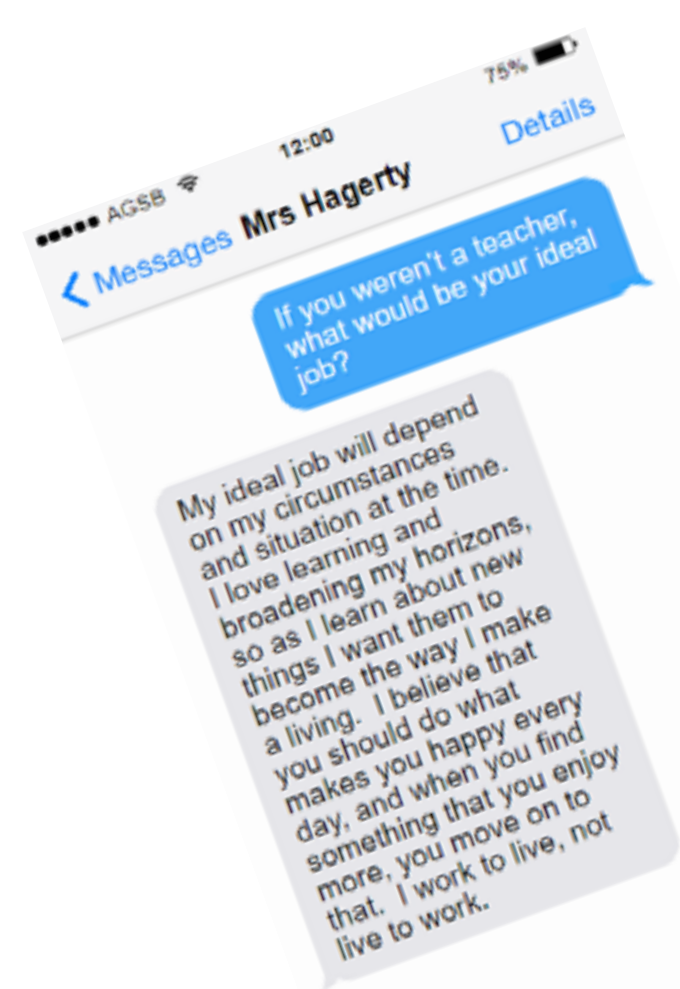 75%
●●●●● AGSB 12:00
Messages Mrs Hagerty Details
If you weren't a teacher,
what would be your ideal
job?
My ideal job will depend
on my circumstances
and situation at the time.
I love learning and
broadening my horizons,
so as I learn about new
things I want them to
become the way I make
a living.  I believe that
you should do what
makes you happy every
day, and when you find
something that you enjoy
more, you move on to
that.  I work to live, not
live to work.